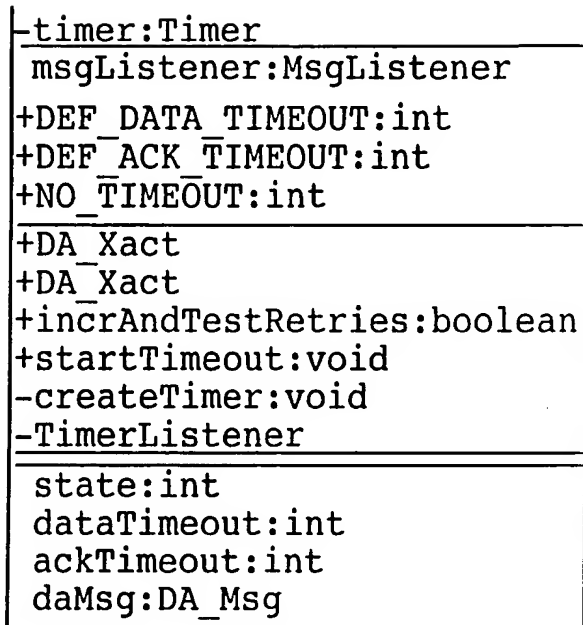 -timer:Timer
msgListener:MsgListener
+DEF_DATA_TIMEOUT:int
+DEF_ACK_TIMEOUT:int
+NO_TIMEOUT:int
+DA_Xact
+DA_Xact
+incrAndTestRetries:boolean
+startTimeout:void
-createTimer:void
-TimerListener
state:int
dataTimeout:int
ackTimeout:int
daMsg:DA_Msg